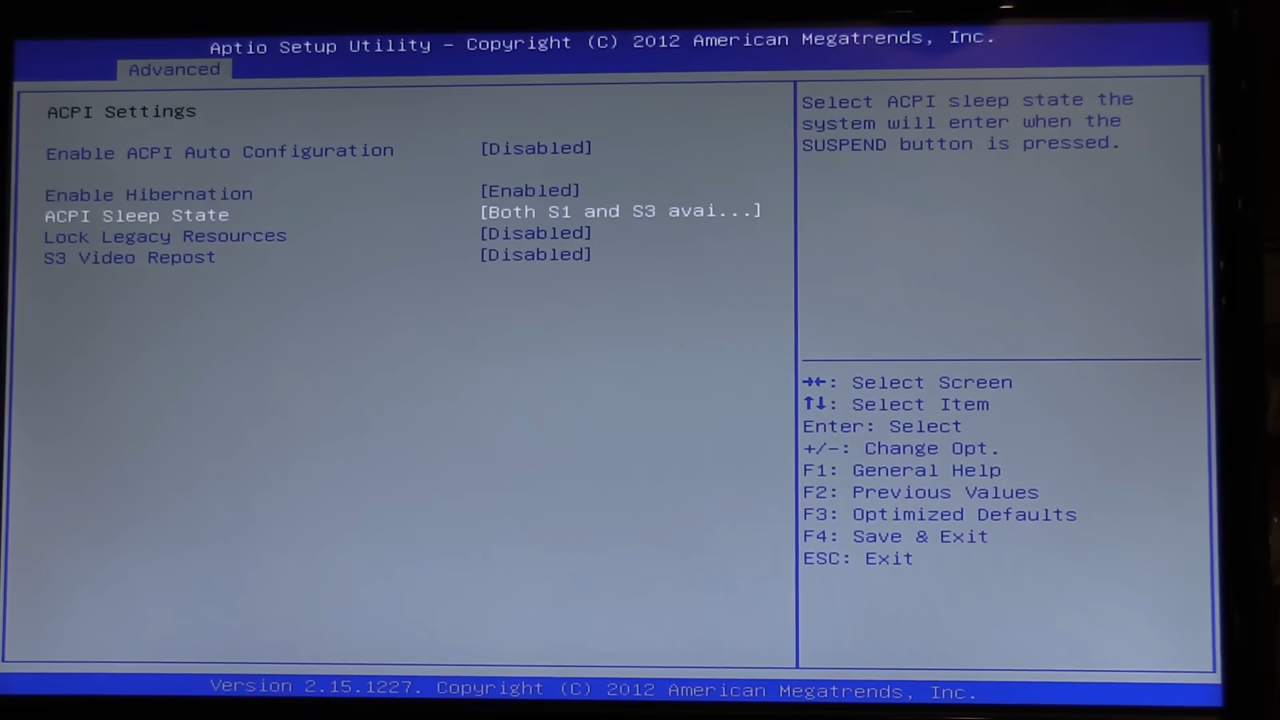 Aptio Setup Utility – Copyright (C) 2012 American Megatrends, Inc.
Advanced
ACPI Settings
Enable ACPI Auto Configuration [Disabled]
Enable Hibernation [Enabled]
ACPI Sleep State [Both S1 and S3 avai...]
Lock Legacy Resources [Disabled]
S3 Video Repost [Disabled]
Select ACPI sleep state the
system will enter when the
SUSPEND button is pressed.
→←: Select Screen
↑↓: Select Item
Enter: Select
+/-: Change Opt.
F1: General Help
F2: Previous Values
F3: Optimized Defaults
F4: Save & Exit
ESC: Exit
Version 2.15.1227. Copyright (C) 2012 American Megatrends, Inc.